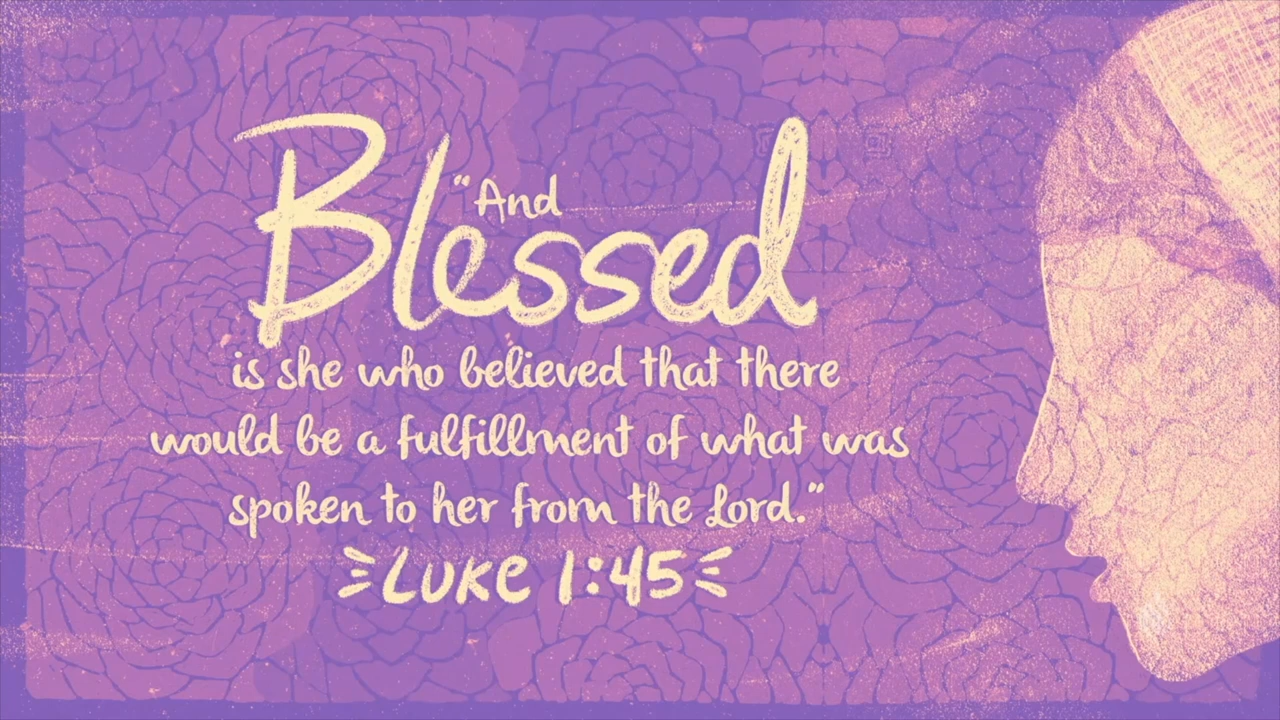 “And
Blessed
is she who believed that there
would be a fulfillment of what was
spoken to her from the Lord.”
LUKE 1:45